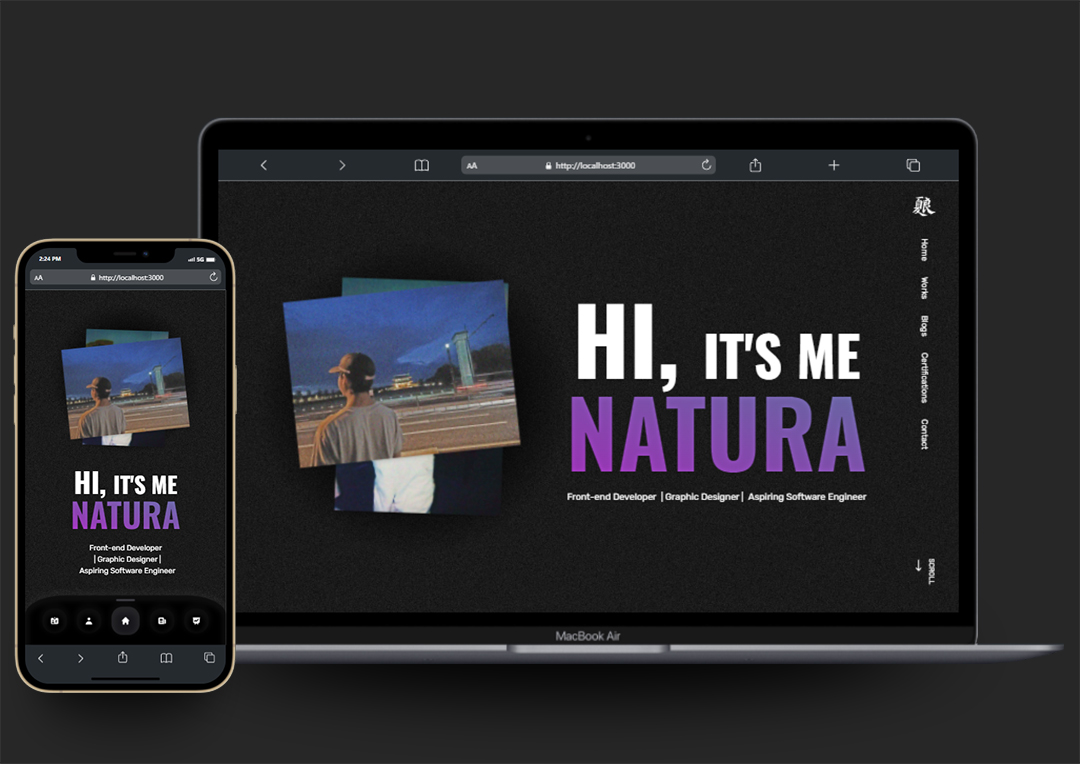 AA
http://localhost:3000
Home
Works
Blogs
Certifications
Contact
HI, IT'S ME
NATURA
Front-end Developer | Graphic Designer | Aspiring Software Engineer
SCROLL
MacBook Air
2:24 PM
5G
AA
http://localhost:3000
HI, IT'S ME
NATURA
Front-end Developer
| Graphic Designer |
Aspiring Software Engineer